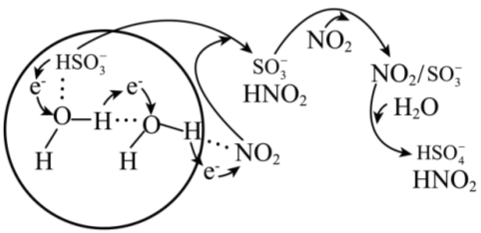 HSO₃⁻
e⁻
O–H···O–H···NO₂
e⁻
H
H
e⁻
SO₃⁻
HNO₂
NO₂
NO₂/SO₃⁻
H₂O
HSO₄⁻
HNO₂